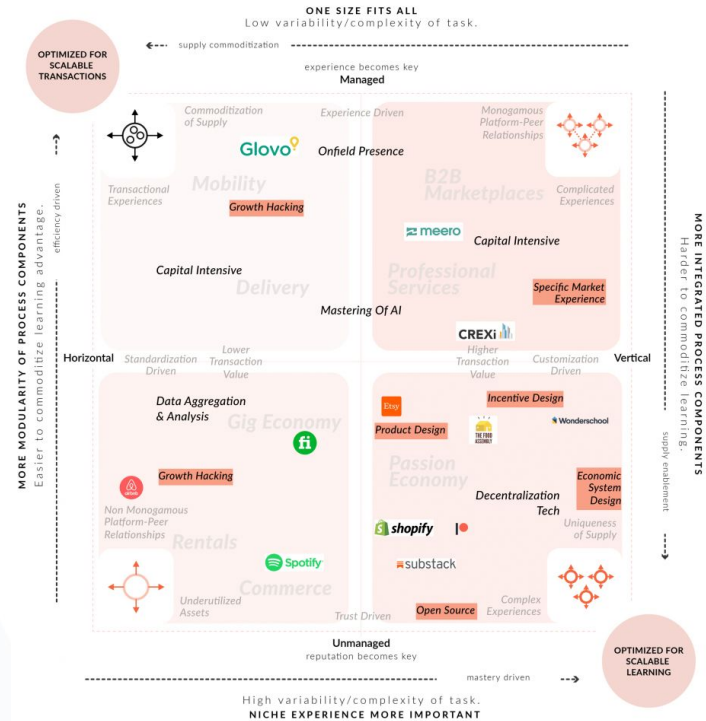 ONE SIZE FITS ALL
Low variability/complexity of task.
OPTIMIZED FOR
SCALABLE
TRANSACTIONS
supply commoditization
experience becomes key
Managed
Commoditization
of Supply
Experience Driven
Monogamous
Platform-Peer
Relationships
Glovo
Onfield Presence
Transactional
Experiences
Mobility
B2B
Marketplaces
Complicated
Experiences
Growth Hacking
meero
Capital Intensive
Capital Intensive
Professional
Services
Delivery
Specific Market
Experience
Mastering Of AI
CREXi
MORE MODULARITY OF PROCESS COMPONENTS
Easier to commoditize learning advantage.
efficiency driven
MORE INTEGRATED PROCESS COMPONENTS
Harder to commoditize learning.
supply enablement
Horizontal
Standardization
Driven
Lower
Transaction
Value
Higher
Transaction
Value
Customization
Driven
Vertical
Data Aggregation
& Analysis
Gig Economy
fi
Etsy
Incentive Design
Product Design
THE FOOD
ASSEMBLY
Wonderschool
Growth Hacking
airbnb
Passion
Economy
Economic
System
Design
Decentralization
Tech
Non Monogamous
Platform-Peer
Relationships
Rentals
shopify
Uniqueness
of Supply
Spotify
substack
Commerce
Underutilized
Assets
Trust Driven
Open Source
Complex
Experiences
Unmanaged
reputation becomes key
OPTIMIZED FOR
SCALABLE
LEARNING
mastery driven
High variability/complexity of task.
NICHE EXPERIENCE MORE IMPORTANT